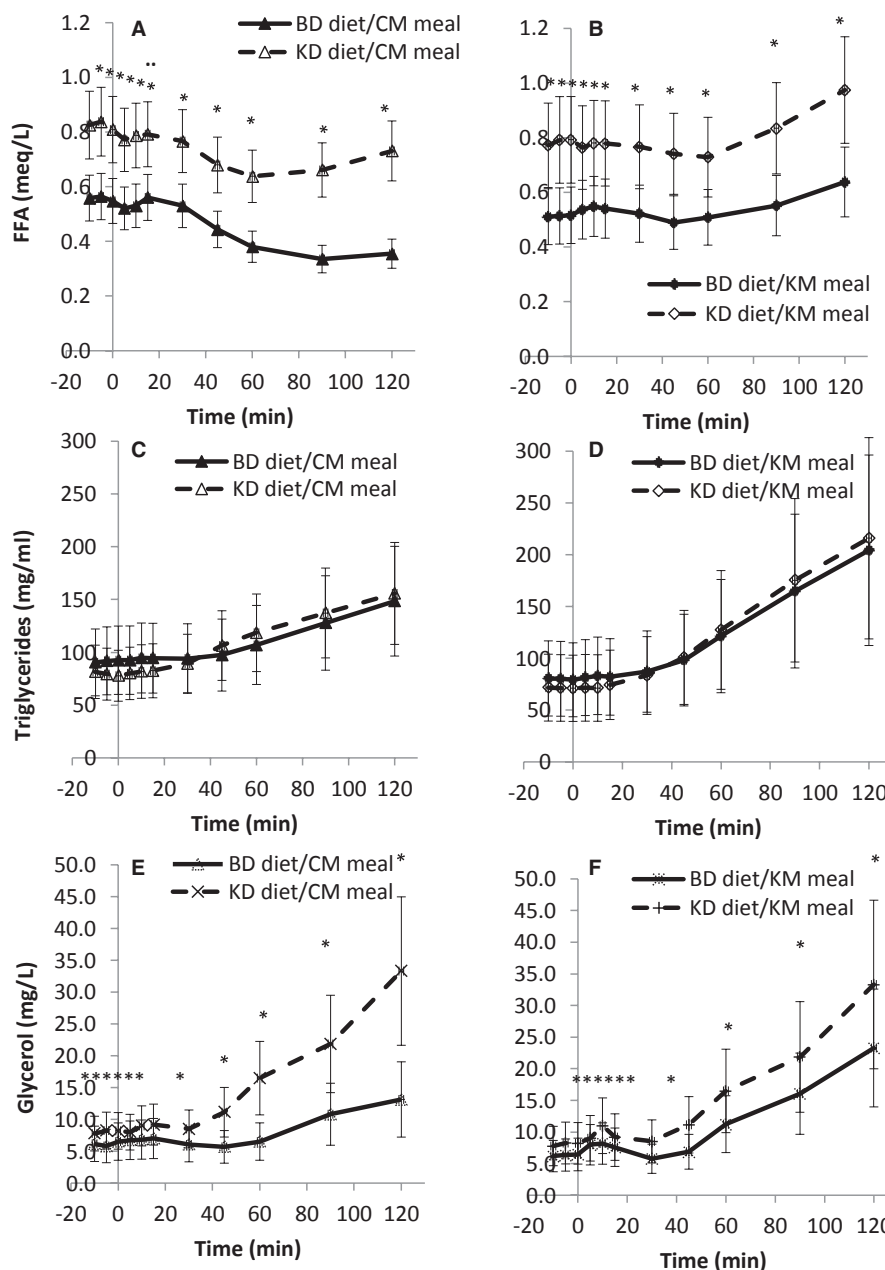 A
BD diet/CM meal
KD diet/CM meal
1.2
1.0
0.8
0.6
0.4
0.2
0.0
FFA (meq/L)
* * * * * * * * * * *
-20 0 20 40 60 80 100 120
Time (min)
B
1.2
1.0
0.8
0.6
0.4
0.2
0.0
* * * * * * * * * * *
BD diet/KM meal
KD diet/KM meal
-20 0 20 40 60 80 100 120
Time (min)
C
BD diet/CM meal
KD diet/CM meal
300
250
200
150
100
50
0
Triglycerides (mg/ml)
-20 0 20 40 60 80 100 120
Time (min)
D
BD diet/KM meal
KD diet/KM meal
300
250
200
150
100
50
0
-20 0 20 40 60 80 100 120
Time (min)
E
BD diet/CM meal
KD diet/CM meal
50.0
45.0
40.0
35.0
30.0
25.0
20.0
15.0
10.0
5.0
0.0
Glycerol (mg/L)
* * * * * * * * * * *
-20 0 20 40 60 80 100 120
Time (min)
F
BD diet/KM meal
KD diet/KM meal
50.0
45.0
40.0
35.0
30.0
25.0
20.0
15.0
10.0
5.0
0.0
* * * * * * * * * *
-20 0 20 40 60 80 100 120
Time (min)